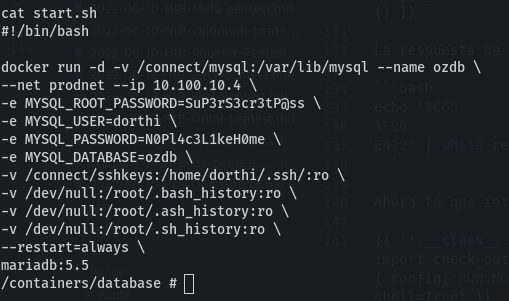 cat start.sh
#!/bin/bash
docker run -d -v /connect/mysql:/var/lib/mysql --name ozdb \
--net prodnet --ip 10.100.10.4 \
-e MYSQL_ROOT_PASSWORD=SuP3rS3cr3tP@ss \
-e MYSQL_USER=dorthi \
-e MYSQL_PASSWORD=N0Pl4c3L1keH0me \
-e MYSQL_DATABASE=ozdb \
-v /connect/sshkeys:/home/dorthi/.ssh/:ro \
-v /dev/null:/root/.bash_history:ro \
-v /dev/null:/root/.ash_history:ro \
-v /dev/null:/root/.sh_history:ro \
--restart=always \
mariadb:5.5
/containers/database #